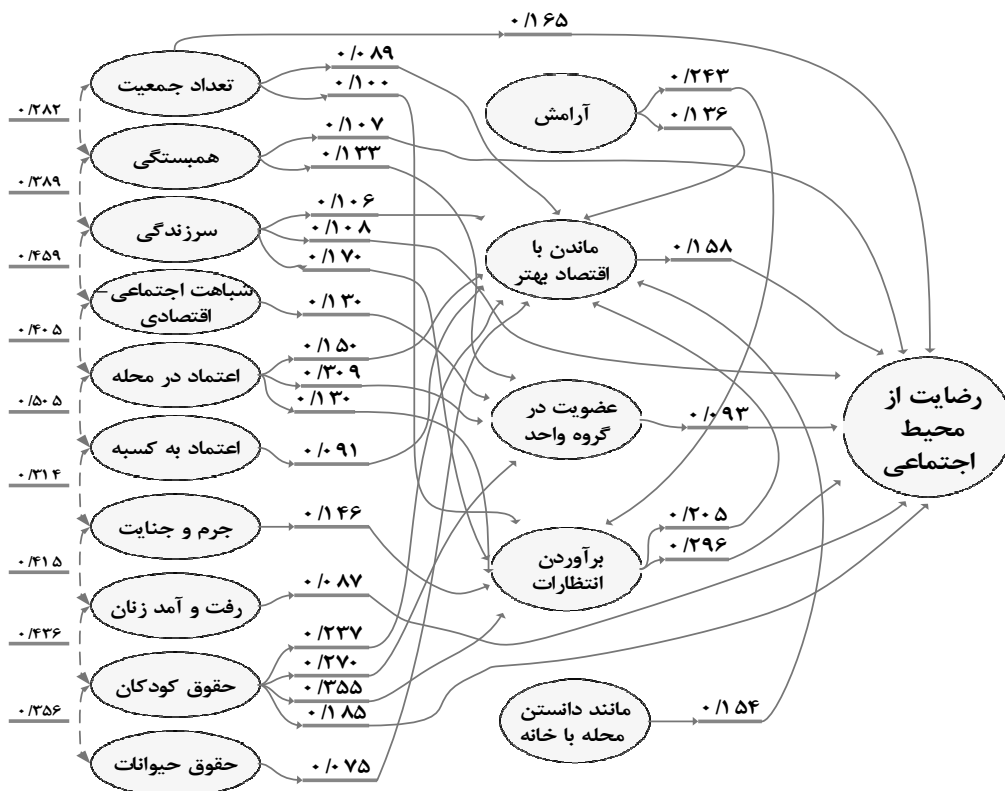 ۰/۱۶۵
تعداد جمعیت
۰/۰۸۹
۰/۱۰۰
۰/۲۸۲
همبستگی
۰/۱۰۷
۰/۱۳۳
۰/۳۸۹
سرزندگی
۰/۱۰۶
۰/۱۰۸
۰/۱۷۰
۰/۴۵۹
شباهت اجتماعی –
اقتصادی
۰/۱۳۰
۰/۴۰۵
اعتماد در محله
۰/۱۵۰
۰/۳۰۹
۰/۱۳۰
۰/۵۰۵
اعتماد به کسبه
۰/۰۹۱
۰/۳۱۴
جرم و جنایت
۰/۱۴۶
۰/۴۱۵
رفت و آمد زنان
۰/۰۸۷
۰/۴۳۶
حقوق کودکان
۰/۲۳۷
۰/۲۷۰
۰/۳۵۵
۰/۱۸۵
۰/۳۵۶
حقوق حیوانات
۰/۰۷۵
آرامش
۰/۲۴۳
۰/۱۳۶
ماندن با
اقتصاد بهتر
۰/۱۵۸
عضویت در
گروه واحد
۰/۰۹۳
برآوردن
انتظارات
۰/۲۰۵
۰/۲۹۶
مانند دانستن
محله با خانه
۰/۱۵۴
رضایت از
محیط
اجتماعی